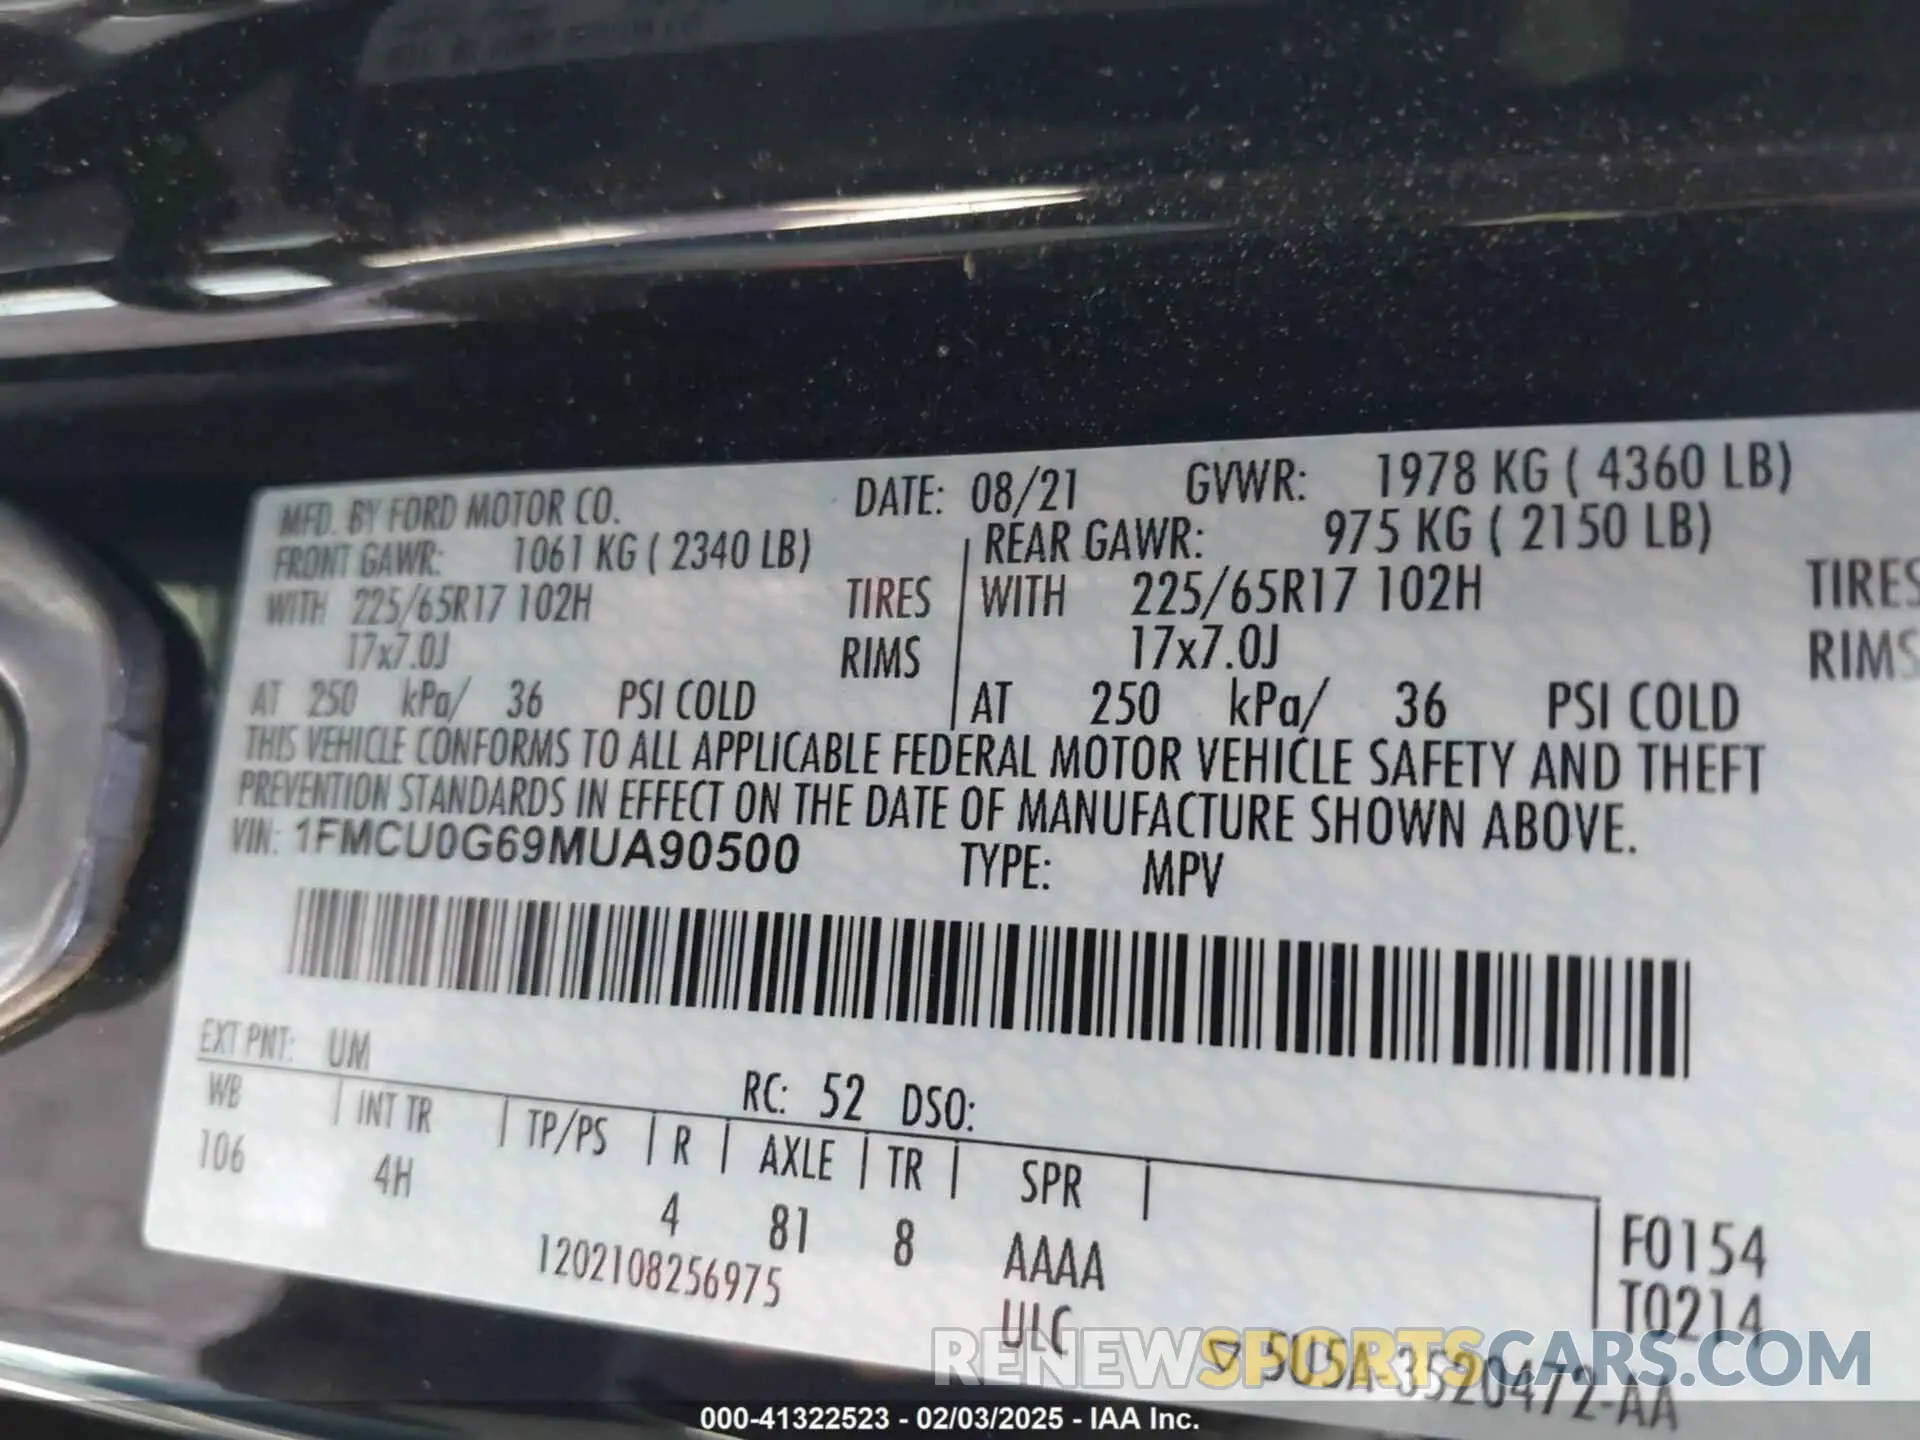 MFD. BY FORD MOTOR CO. DATE: 08/21 GVWR: 1978 KG ( 4360 LB)
FRONT GAWR: 1061 KG ( 2340 LB) REAR GAWR: 975 KG ( 2150 LB)
WITH 225/65R17 102H TIRES WITH 225/65R17 102H TIRES
17x7.0J RIMS 17x7.0J RIMS
AT 250 kPa/ 36 PSI COLD AT 250 kPa/ 36 PSI COLD
THIS VEHICLE CONFORMS TO ALL APPLICABLE FEDERAL MOTOR VEHICLE SAFETY AND THEFT
PREVENTION STANDARDS IN EFFECT ON THE DATE OF MANUFACTURE SHOWN ABOVE.
VIN: 1FMCU0G69MUA90500 TYPE: MPV
EXT PNT: UM RC: 52 DSO:
WB INT TR TP/PS R AXLE TR SPR
106 4H 4 81 8 AAAA F0154
1202108256975 ULC T0214
3520472-AA
RENEWSPORTSCARS.COM
000-41322523 - 02/03/2025 - IAA Inc.